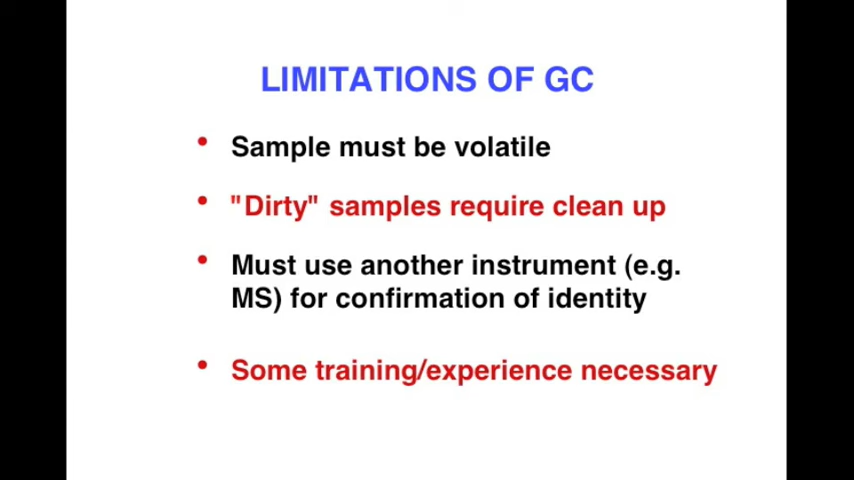 LIMITATIONS OF GC
• Sample must be volatile
• "Dirty" samples require clean up
• Must use another instrument (e.g.
MS) for confirmation of identity
• Some training/experience necessary